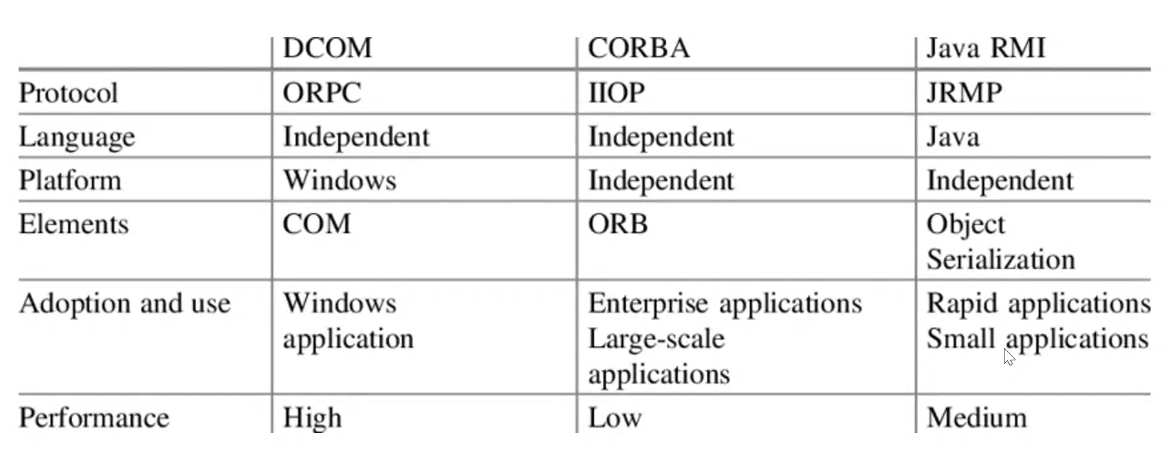 DCOM CORBA Java RMI
Protocol ORPC IIOP JRMP
Language Independent Independent Java
Platform Windows Independent Independent
Elements COM ORB Object
Serialization
Adoption and use Windows Enterprise applications Rapid applications
application Large-scale Small applications
applications
Performance High Low Medium